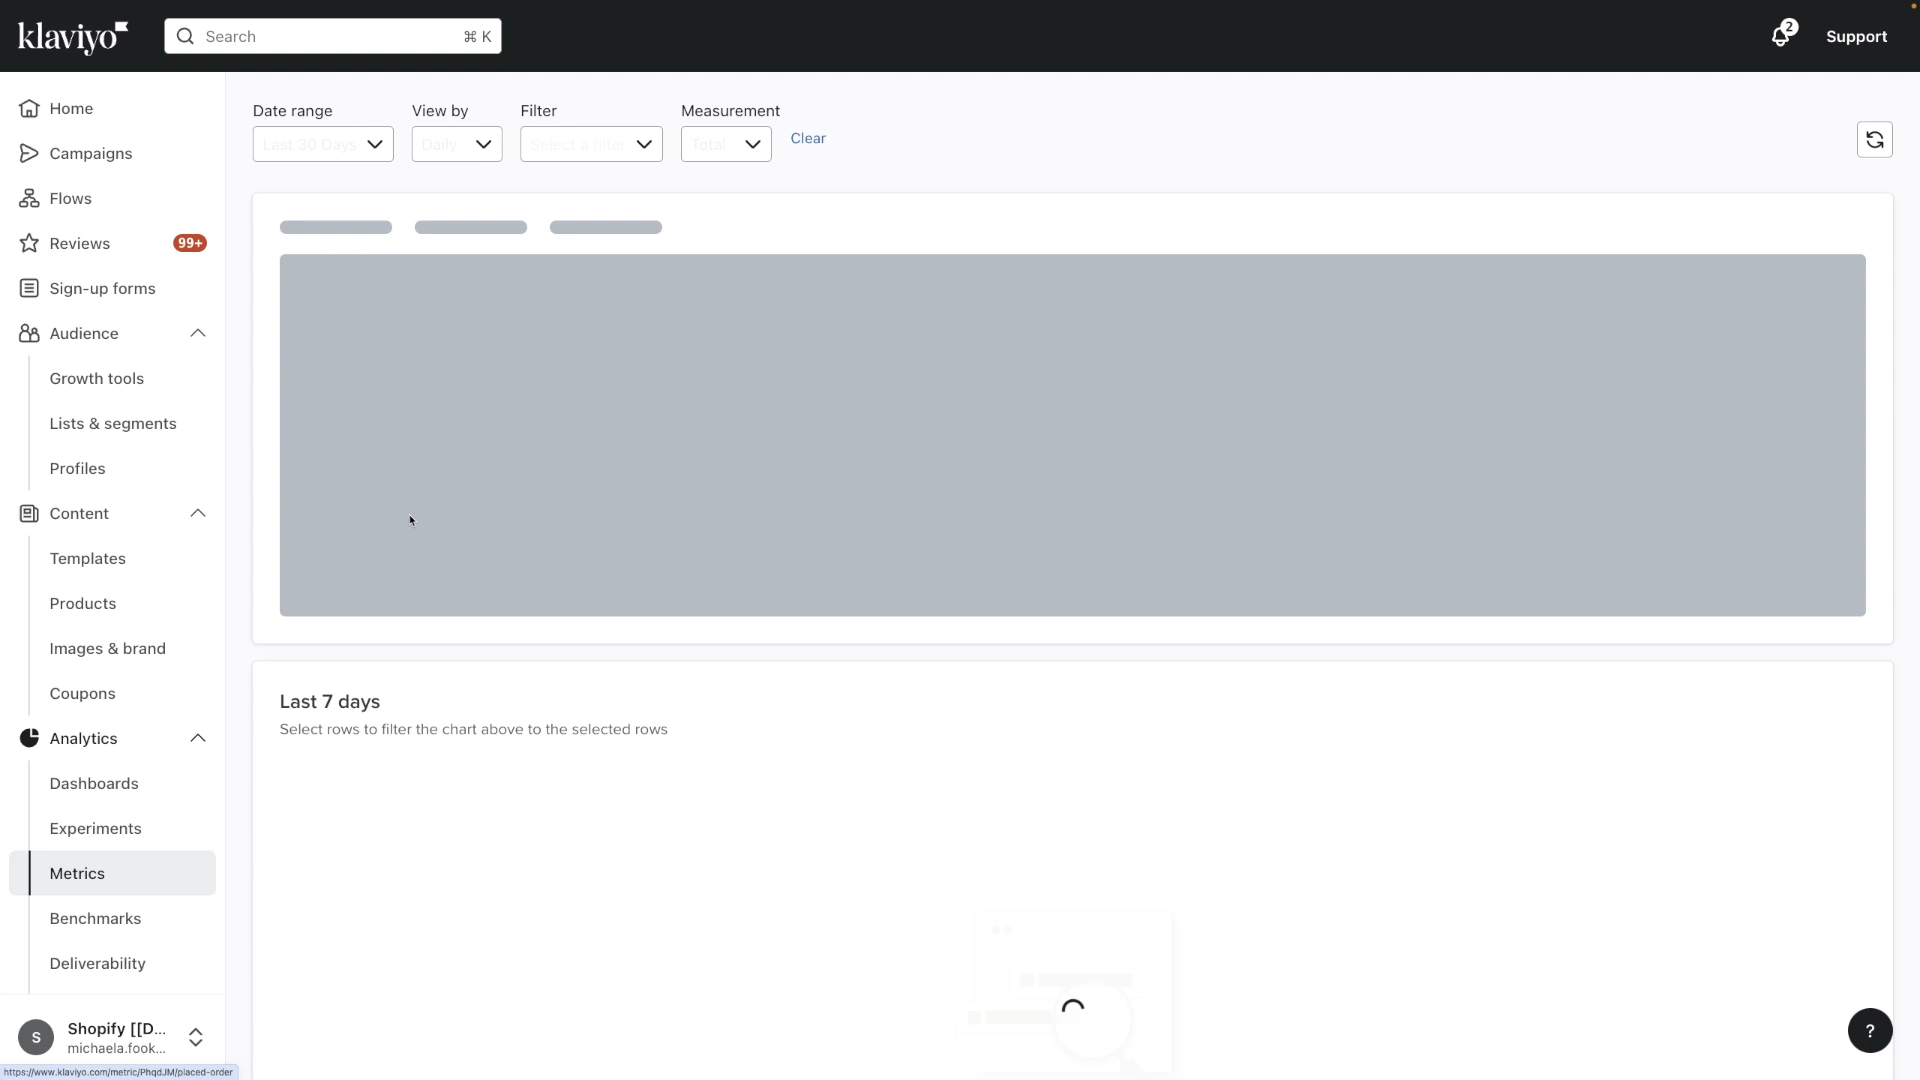 klaviyo
Search
⌘ K
2
Support
Home
Campaigns
Flows
Reviews
99+
Sign-up forms
Audience
Growth tools
Lists & segments
Profiles
Content
Templates
Products
Images & brand
Coupons
Analytics
Dashboards
Experiments
Metrics
Benchmarks
Deliverability
S
Shopify [[D...
michaela.fook...
https://www.klaviyo.com/metric/PhqdJM/placed-order
Date range
View by
Filter
Measurement
Last 30 Days
Daily
Select a filter
Total
Clear
Last 7 days
Select rows to filter the chart above to the selected rows
?